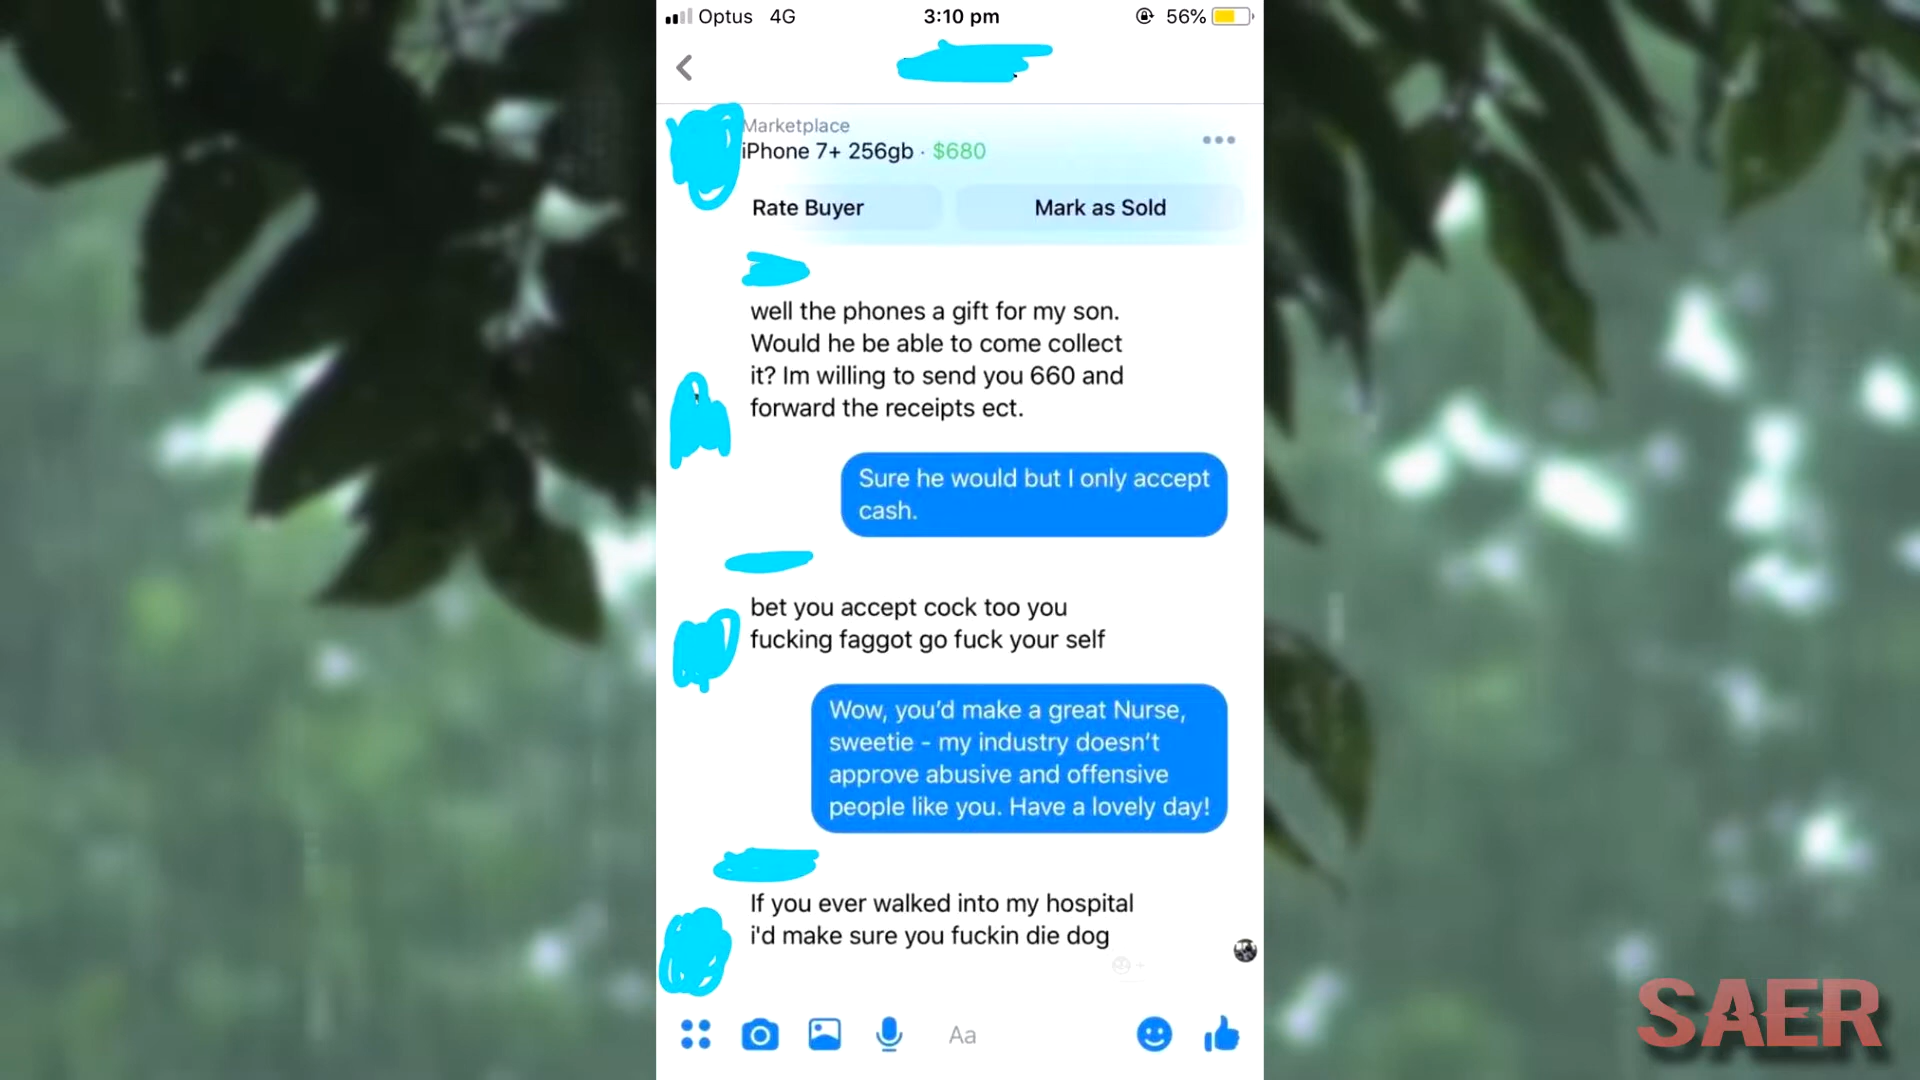 Optus 4G 3:10 pm 56%
Marketplace
iPhone 7+ 256gb · $680
Rate Buyer Mark as Sold
well the phones a gift for my son.
Would he be able to come collect
it? Im willing to send you 660 and
forward the receipts ect.
Sure he would but I only accept
cash.
bet you accept cock too you
fucking faggot go fuck your self
Wow, you’d make a great Nurse,
sweetie - my industry doesn’t
approve abusive and offensive
people like you. Have a lovely day!
If you ever walked into my hospital
i'd make sure you fuckin die dog
Aa
SAER